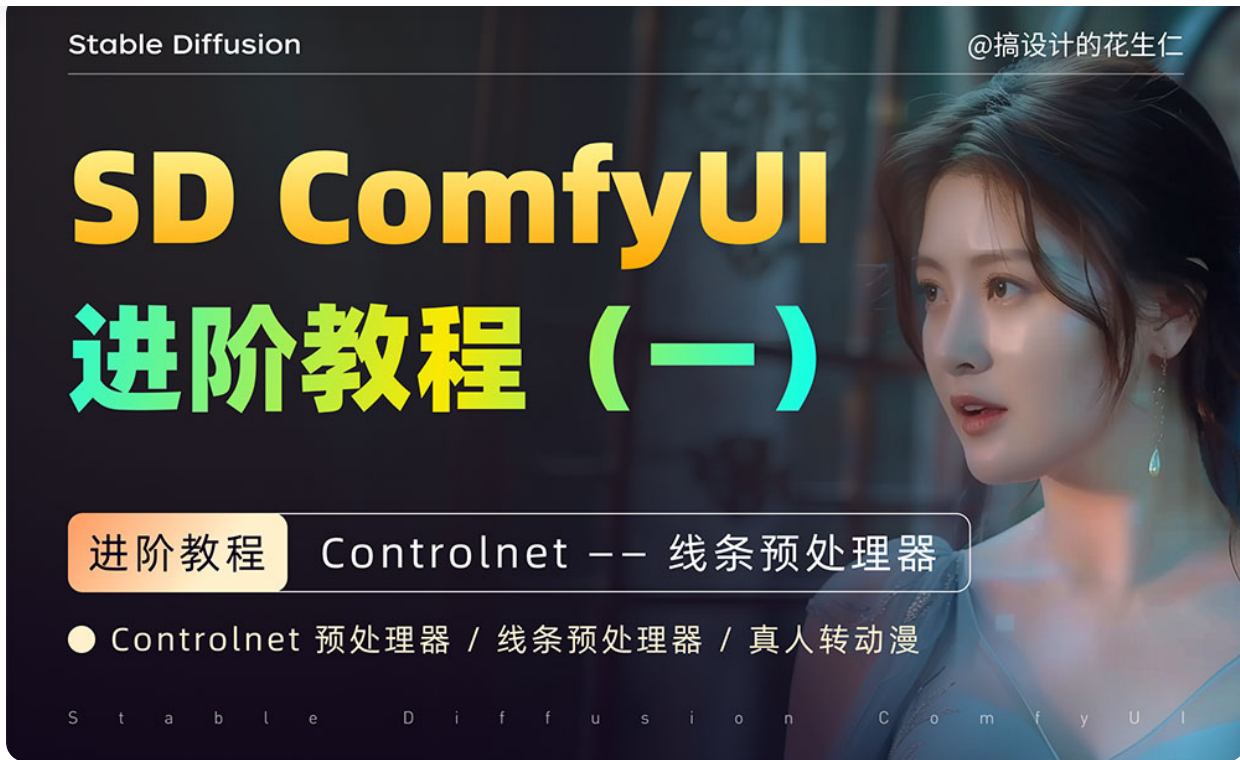 Stable Diffusion
@搞设计的花生仁
SD ComfyUI
进阶教程（一）
进阶教程 Controlnet —— 线条预处理器
Controlnet 预处理器 / 线条预处理器 / 真人转动漫
Stable Diffusion ComfyUI